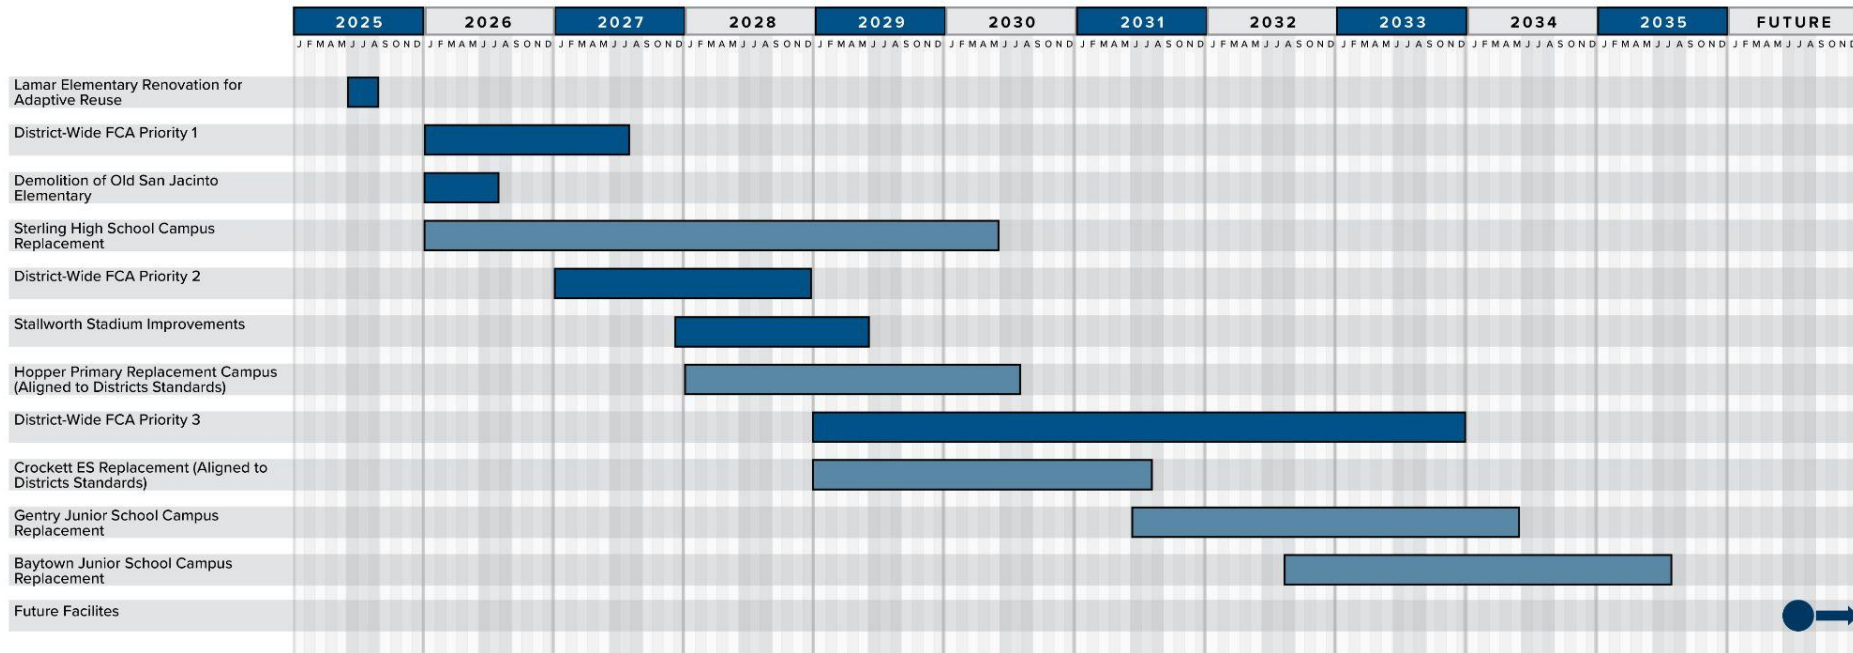 2025 2026 2027 2028 2029 2030 2031 2032 2033 2034 2035 FUTURE
J F M A M J J A S O N D J F M A M J J A S O N D J F M A M J J A S O N D J F M A M J J A S O N D J F M A M J J A S O N D J F M A M J J A S O N D J F M A M J J A S O N D J F M A M J J A S O N D J F M A M J J A S O N D J F M A M J J A S O N D J F M A M J J A S O N D J F M A M J J A S O N D
Lamar Elementary Renovation for
Adaptive Reuse
District-Wide FCA Priority 1
Demolition of Old San Jacinto
Elementary
Sterling High School Campus
Replacement
District-Wide FCA Priority 2
Stallworth Stadium Improvements
Hopper Primary Replacement Campus
(Aligned to Districts Standards)
District-Wide FCA Priority 3
Crockett ES Replacement (Aligned to
Districts Standards)
Gentry Junior School Campus
Replacement
Baytown Junior School Campus
Replacement
Future Facilites